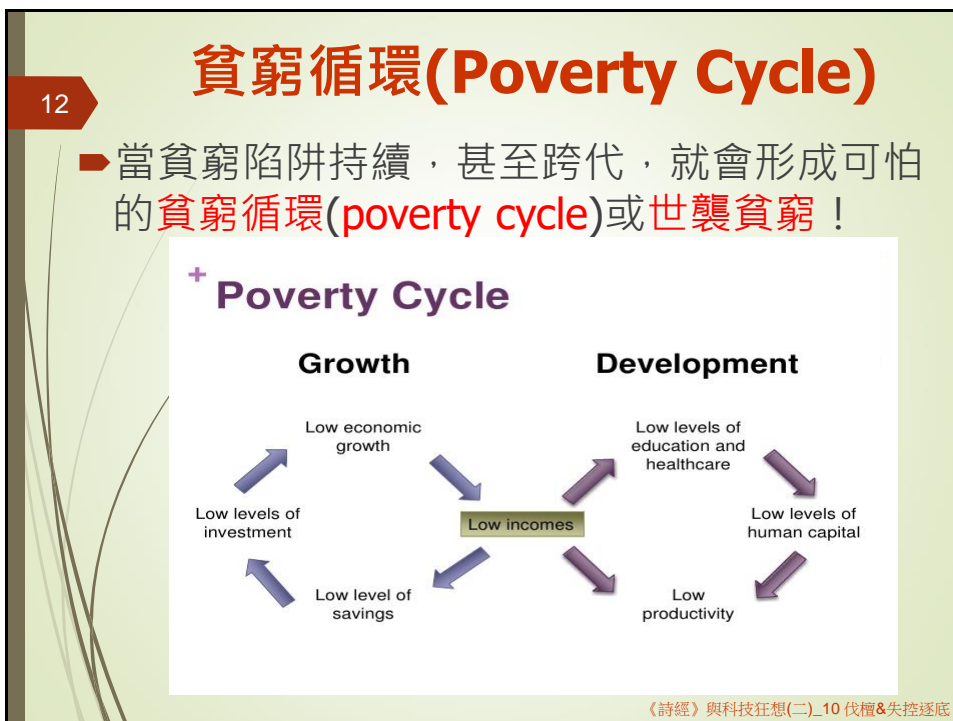 12
貧窮循環(Poverty Cycle)
當貧窮陷阱持續，甚至跨代，就會形成可怕
的貧窮循環(poverty cycle)或世襲貧窮！
+
Poverty Cycle
Growth
Development
Low economic
growth
Low levels of
education and
healthcare
Low levels of
investment
Low incomes
Low levels of
human capital
Low level of
savings
Low
productivity
《詩經》與科技狂想(二)_10 伐檀&失控逐底